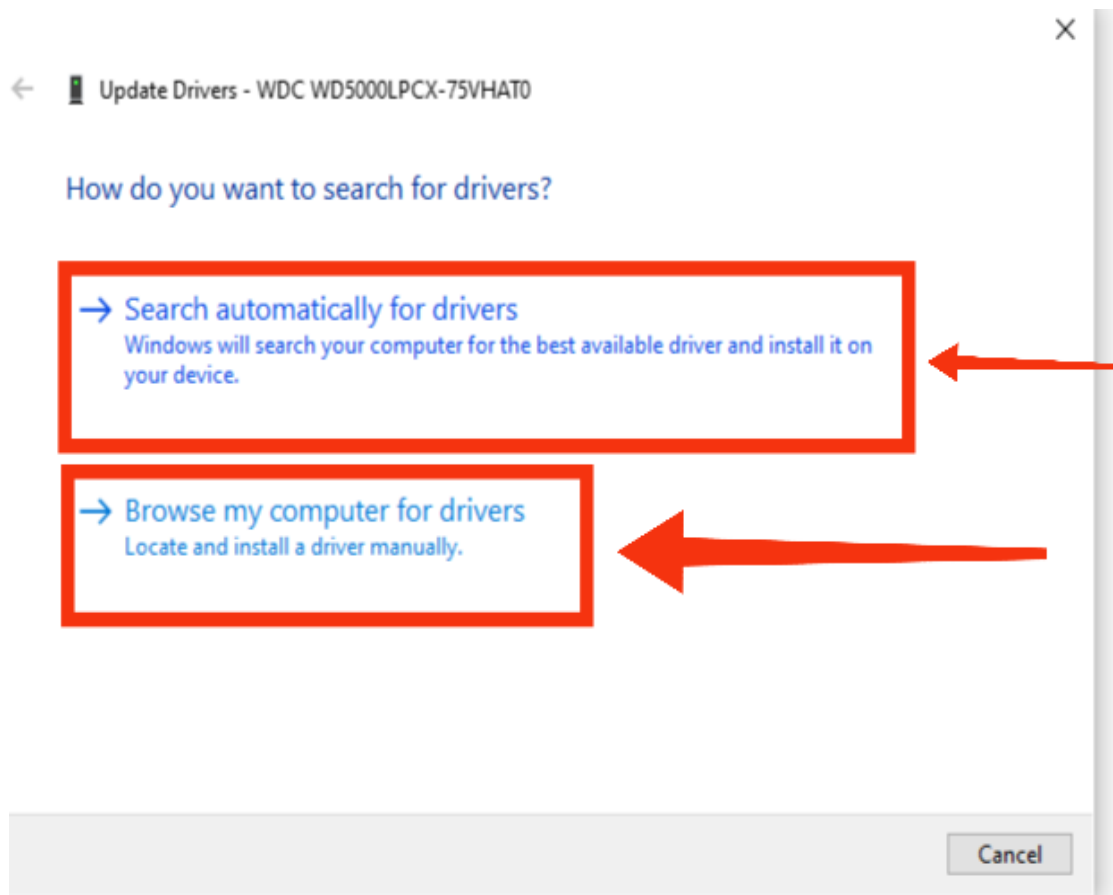 Update Drivers - WDC WD5000LPCX-75VHAT0
How do you want to search for drivers?
Search automatically for drivers
Windows will search your computer for the best available driver and install it on
your device.
Browse my computer for drivers
Locate and install a driver manually.
Cancel